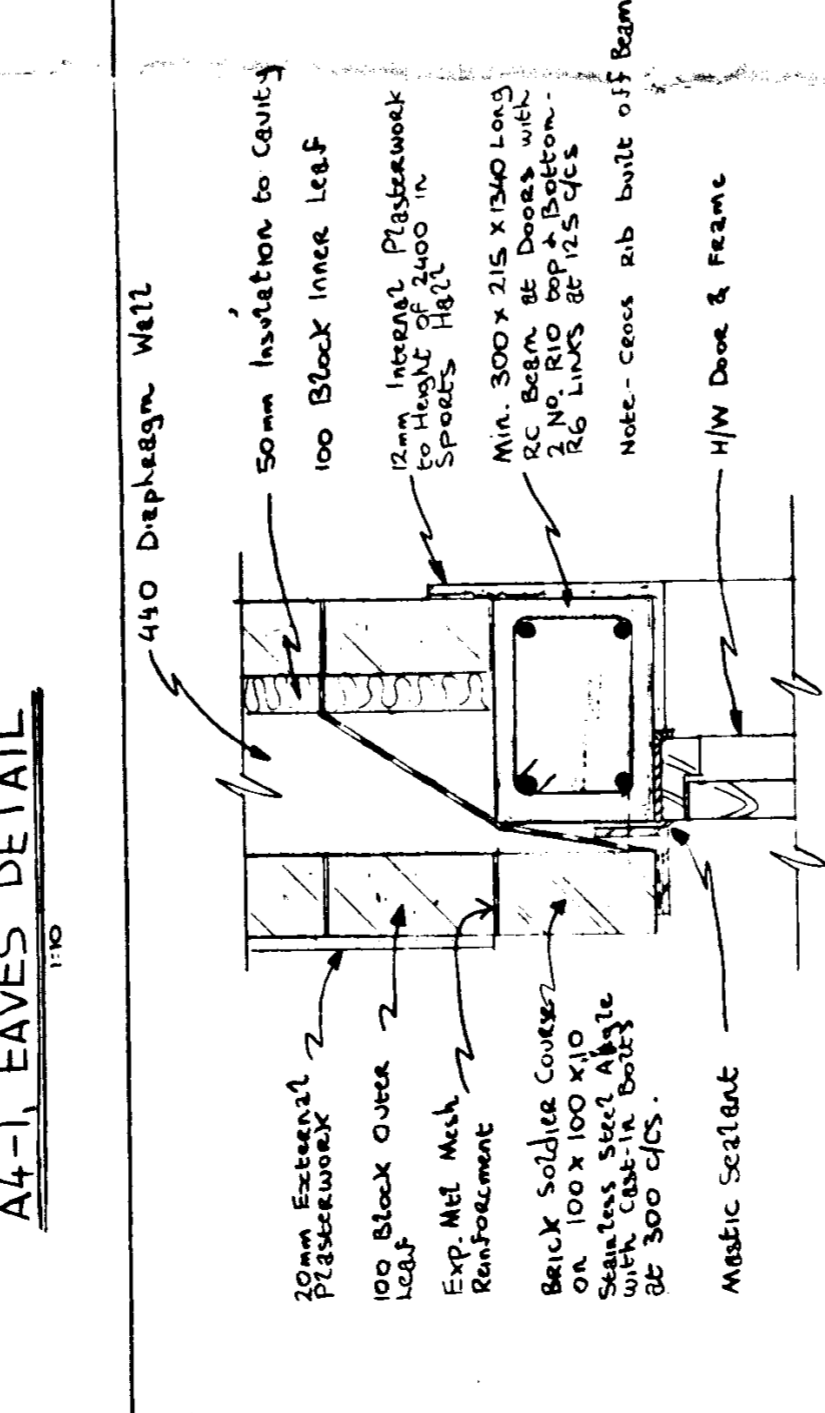 A4-1, EAVES DETAIL
1:10
440 Diaphragm Wall
50mm Insulation to Cavity
100 Block Inner Leaf
12mm Internal Plasterwork
to Height of 2400 in
Sports Hall
Min. 300 x 215 x 1340 Long
RC Beam at Doors with
2 No. R10 top & Bottom -
R6 Links at 125 c/cs
Note - Cross Rib built off Beam
H/W Door & Frame
20mm External
Plasterwork
100 Block Outer
Leaf
Exp. Mtl Mesh
Reinforcment
Brick Soldier Course
on 100 x 100 x 10
Stainless Steel Angle
with Cast-In Bolts
at 300 c/cs.
Mastic Sealant